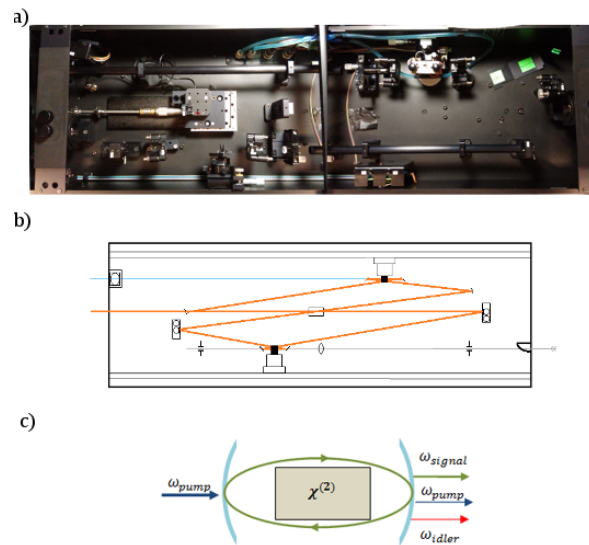 a)
b)
c)
ω_pump
χ^(2)
ω_signal
ω_pump
ω_idler